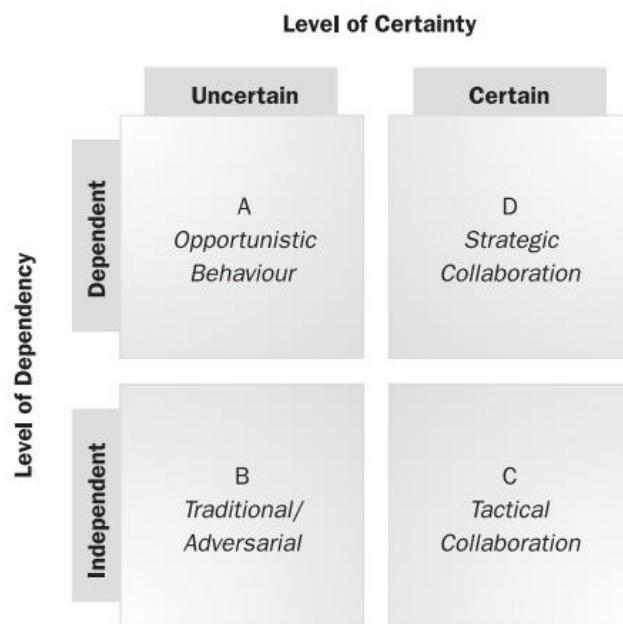 Level of Certainty
Uncertain
Certain
Level of Dependency
Dependent
A
Opportunistic
Behaviour
D
Strategic
Collaboration
Independent
B
Traditional/
Adversarial
C
Tactical
Collaboration